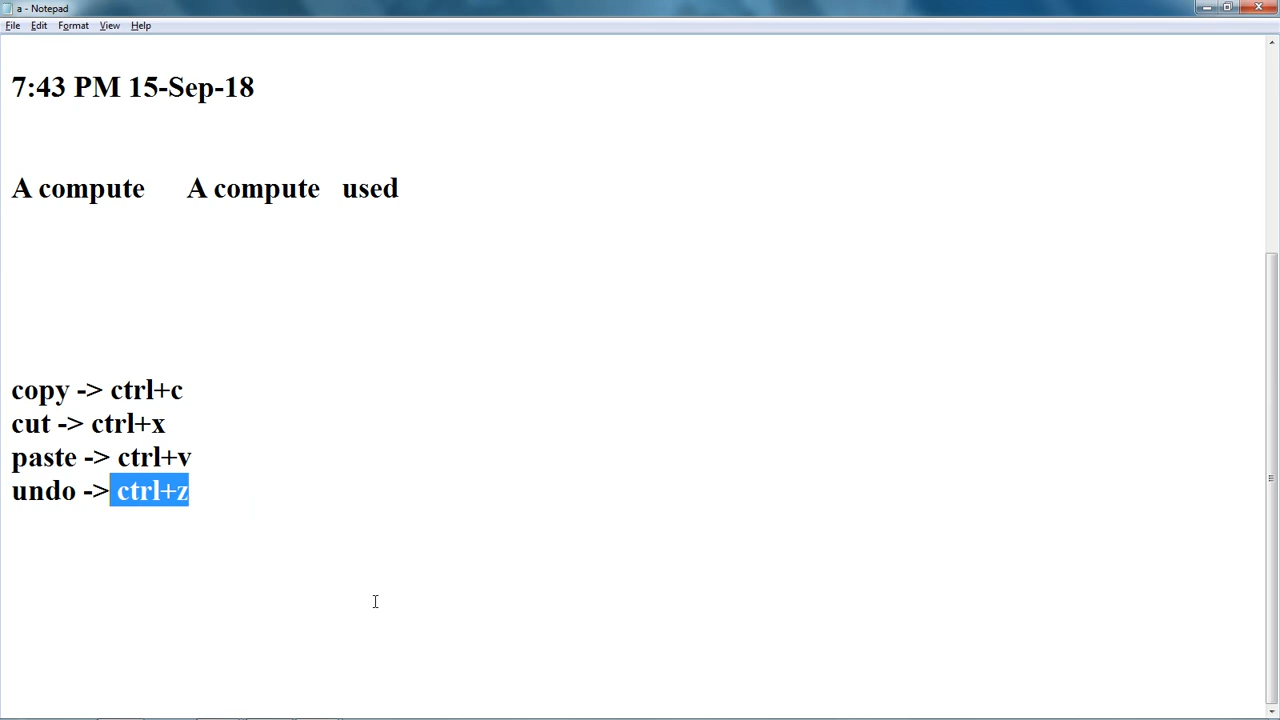 a - Notepad
File Edit Format View Help
7:43 PM 15-Sep-18
A compute A compute used
copy -> ctrl+c
cut -> ctrl+x
paste -> ctrl+v
undo -> ctrl+z